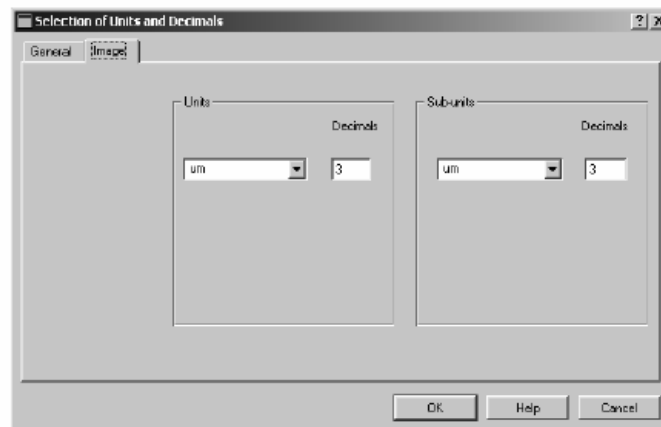 Selection of Units and Decimals
? x
General Image
Units
Decimals
um 3
Sub-units
Decimals
um 3
OK Help Cancel